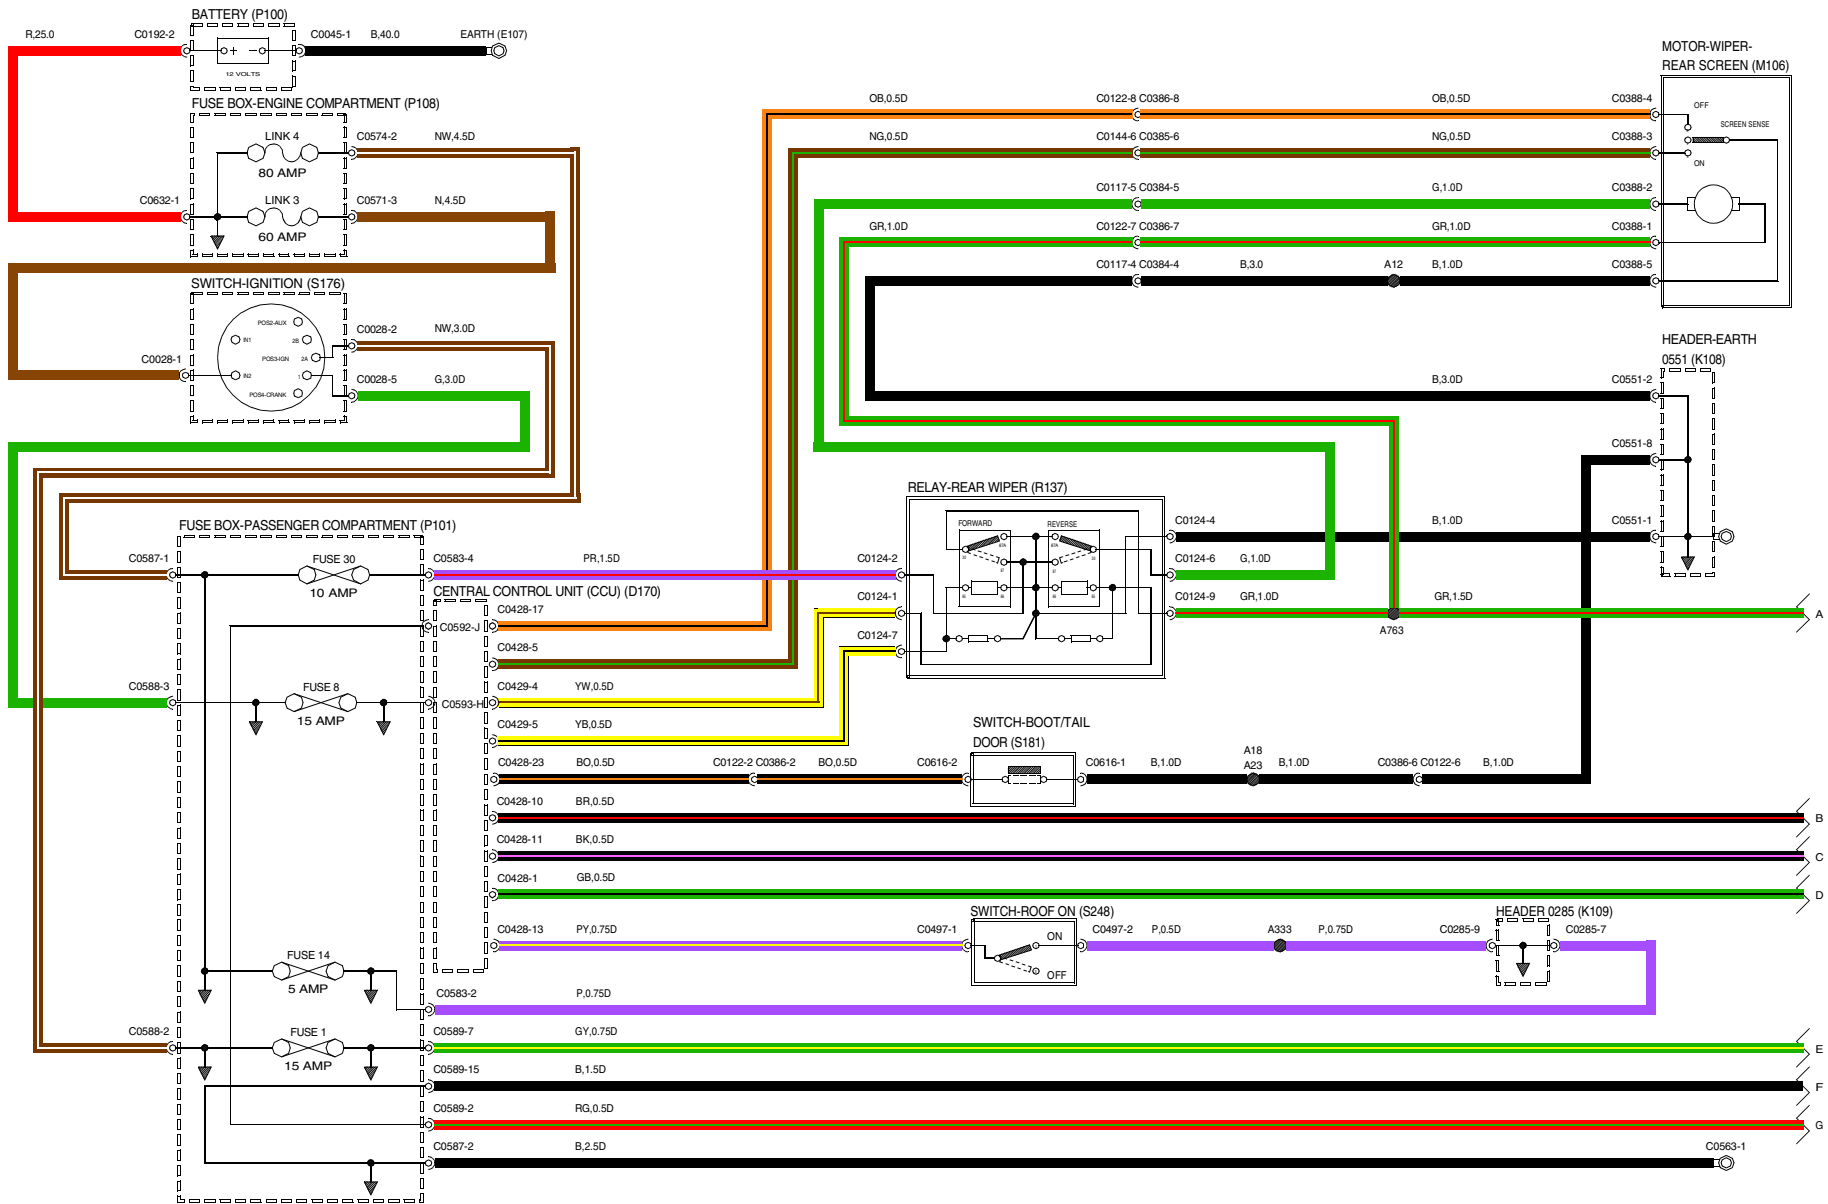 BATTERY (P100)
R,25.0
C0192-2
C0045-1
B,40.0
EARTH (E107)
+ −
12 VOLTS
FUSE BOX-ENGINE COMPARTMENT (P108)
LINK 4
80 AMP
C0574-2
NW,4.5D
C0632-1
LINK 3
60 AMP
C0571-3
N,4.5D
SWITCH-IGNITION (S176)
POS2-AUX
IN1
2B
POS3-IGN
2A
IN2
1
POS4-CRANK
C0028-1
C0028-2
NW,3.0D
C0028-5
G,3.0D
MOTOR-WIPER-
REAR SCREEN (M106)
OB,0.5D
C0122-8 C0386-8
OB,0.5D
C0388-4
OFF
SCREEN SENSE
ON
NG,0.5D
C0144-6 C0385-6
NG,0.5D
C0388-3
C0117-5 C0384-5
G,1.0D
C0388-2
GR,1.0D
C0122-7 C0386-7
GR,1.0D
C0388-1
C0117-4 C0384-4
B,3.0
A12
B,1.0D
C0388-5
HEADER-EARTH
0551 (K108)
B,3.0D
C0551-2
C0551-8
B,1.0D
C0551-1
RELAY-REAR WIPER (R137)
FORWARD
REVERSE
C0124-4
C0124-6
G,1.0D
C0124-9
GR,1.0D
GR,1.5D
A763
A
C0124-2
C0124-1
C0124-7
FUSE BOX-PASSENGER COMPARTMENT (P101)
C0587-1
FUSE 30
10 AMP
C0583-4
PR,1.5D
CENTRAL CONTROL UNIT (CCU) (D170)
C0592-J
C0428-17
C0428-5
C0588-3
FUSE 8
15 AMP
C0593-H
C0429-4
YW,0.5D
C0429-5
YB,0.5D
SWITCH-BOOT/TAIL
DOOR (S181)
C0428-23
BO,0.5D
C0122-2 C0386-2
BO,0.5D
C0616-2
C0616-1
B,1.0D
A18
A23
B,1.0D
C0386-6 C0122-6
B,1.0D
C0428-10
BR,0.5D
B
C0428-11
BK,0.5D
C
C0428-1
GB,0.5D
D
SWITCH-ROOF ON (S248)
HEADER 0285 (K109)
C0428-13
PY,0.75D
C0497-1
ON
OFF
C0497-2
P,0.5D
A333
P,0.75D
C0285-9
C0285-7
FUSE 14
5 AMP
C0583-2
P,0.75D
C0588-2
FUSE 1
15 AMP
C0589-7
GY,0.75D
E
C0589-15
B,1.5D
F
C0589-2
RG,0.5D
G
C0587-2
B,2.5D
C0563-1